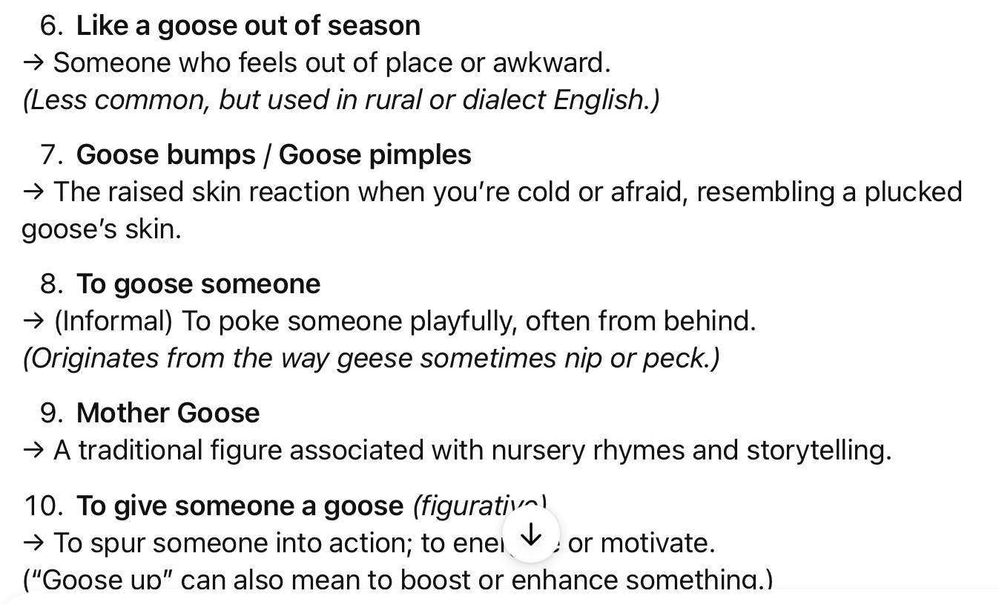 6. Like a goose out of season
→ Someone who feels out of place or awkward.
(Less common, but used in rural or dialect English.)
7. Goose bumps / Goose pimples
→ The raised skin reaction when you’re cold or afraid, resembling a plucked
goose’s skin.
8. To goose someone
→ (Informal) To poke someone playfully, often from behind.
(Originates from the way geese sometimes nip or peck.)
9. Mother Goose
→ A traditional figure associated with nursery rhymes and storytelling.
10. To give someone a goose (figurative)
→ To spur someone into action; to or motivate.
(“Goose up” can also mean to boost or enhance something.)